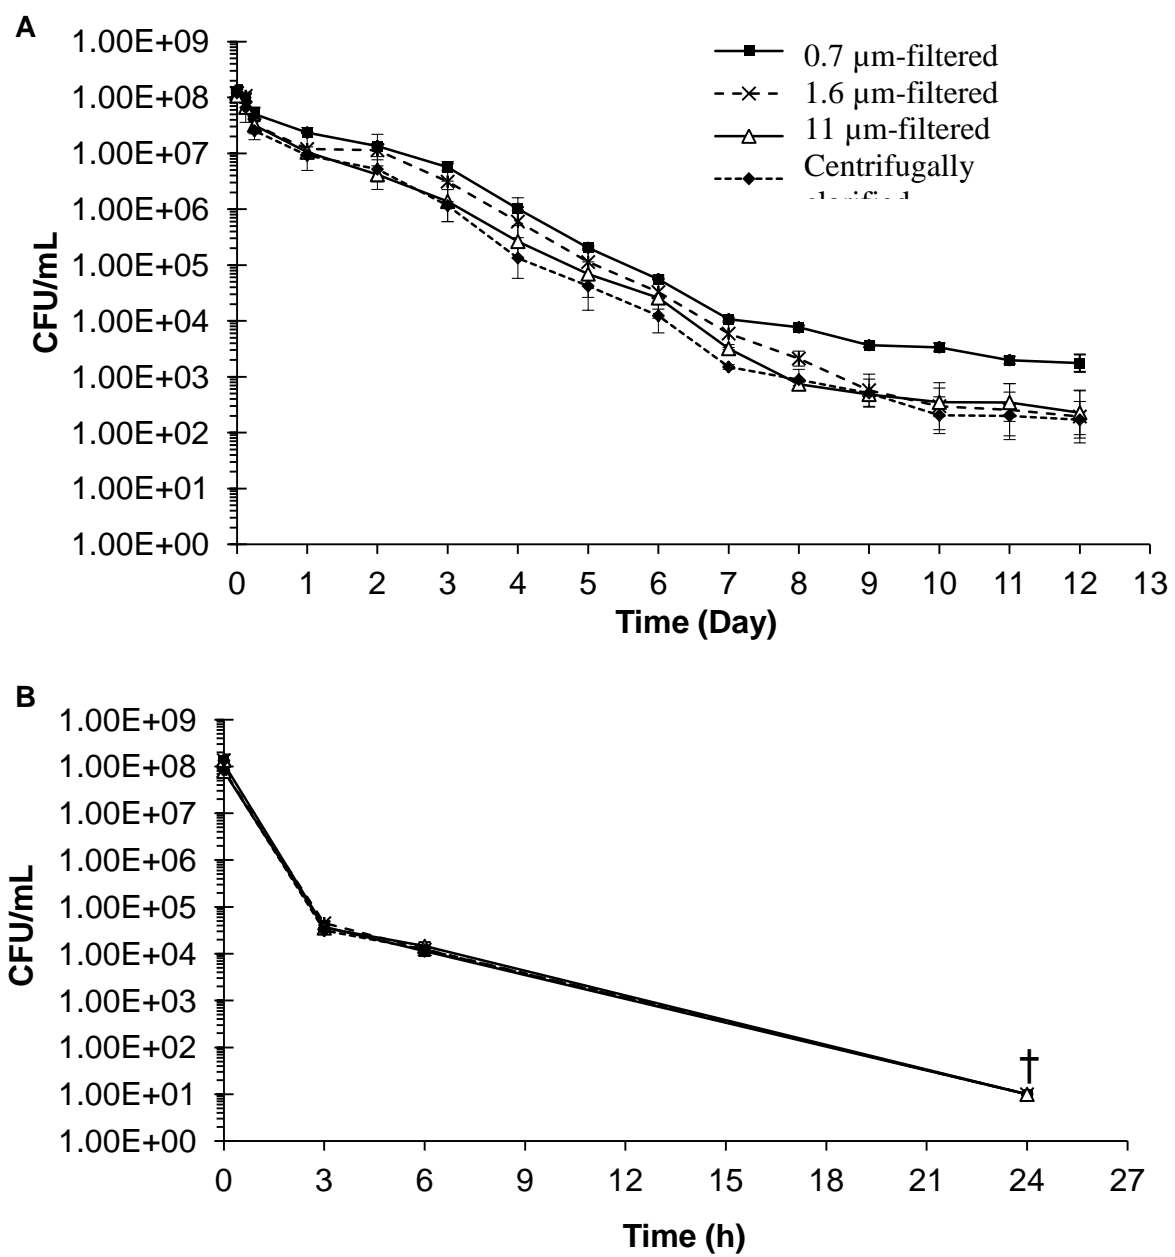 A
1.00E+09
1.00E+08
1.00E+07
1.00E+06
1.00E+05
1.00E+04
1.00E+03
1.00E+02
1.00E+01
1.00E+00
CFU/mL
0.7 µm-filtered
1.6 µm-filtered
11 µm-filtered
Centrifugally
0 1 2 3 4 5 6 7 8 9 10 11 12 13
Time (Day)
B
1.00E+09
1.00E+08
1.00E+07
1.00E+06
1.00E+05
1.00E+04
1.00E+03
1.00E+02
1.00E+01
1.00E+00
CFU/mL
†
0 3 6 9 12 15 18 21 24 27
Time (h)